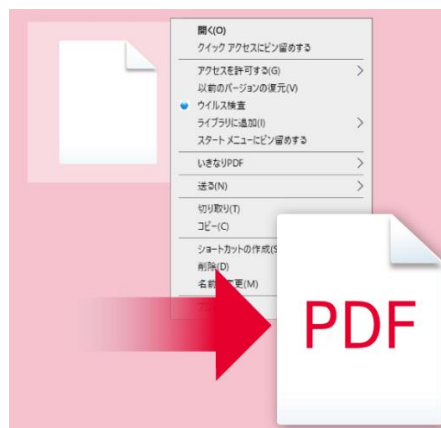 開く(O)
クイック アクセスにピン留めする
アクセスを許可する(G)
以前のバージョンの復元(V)
ウイルス検査
ライブラリに追加(I)
スタート メニューにピン留めする
いきなりPDF
送る(N)
切り取り(T)
コピー(C)
ショートカットの作成(S
削除(D)
名前 変更(M)
PDF